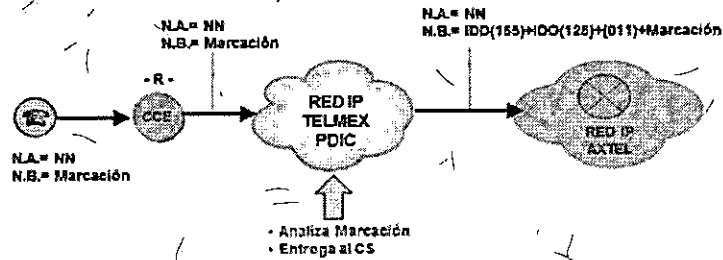 N.A.= NN
N.B.= Marcación
N.A.= NN
N.B.= IDD(155)+IDO(125)+(011)+Marcación
- R -
CCE
RED IP
TELMEX
PDIC
RED IP
AXTEL
N.A.= NN
N.B.= Marcación
• Analiza Marcación
• Entrega al CS